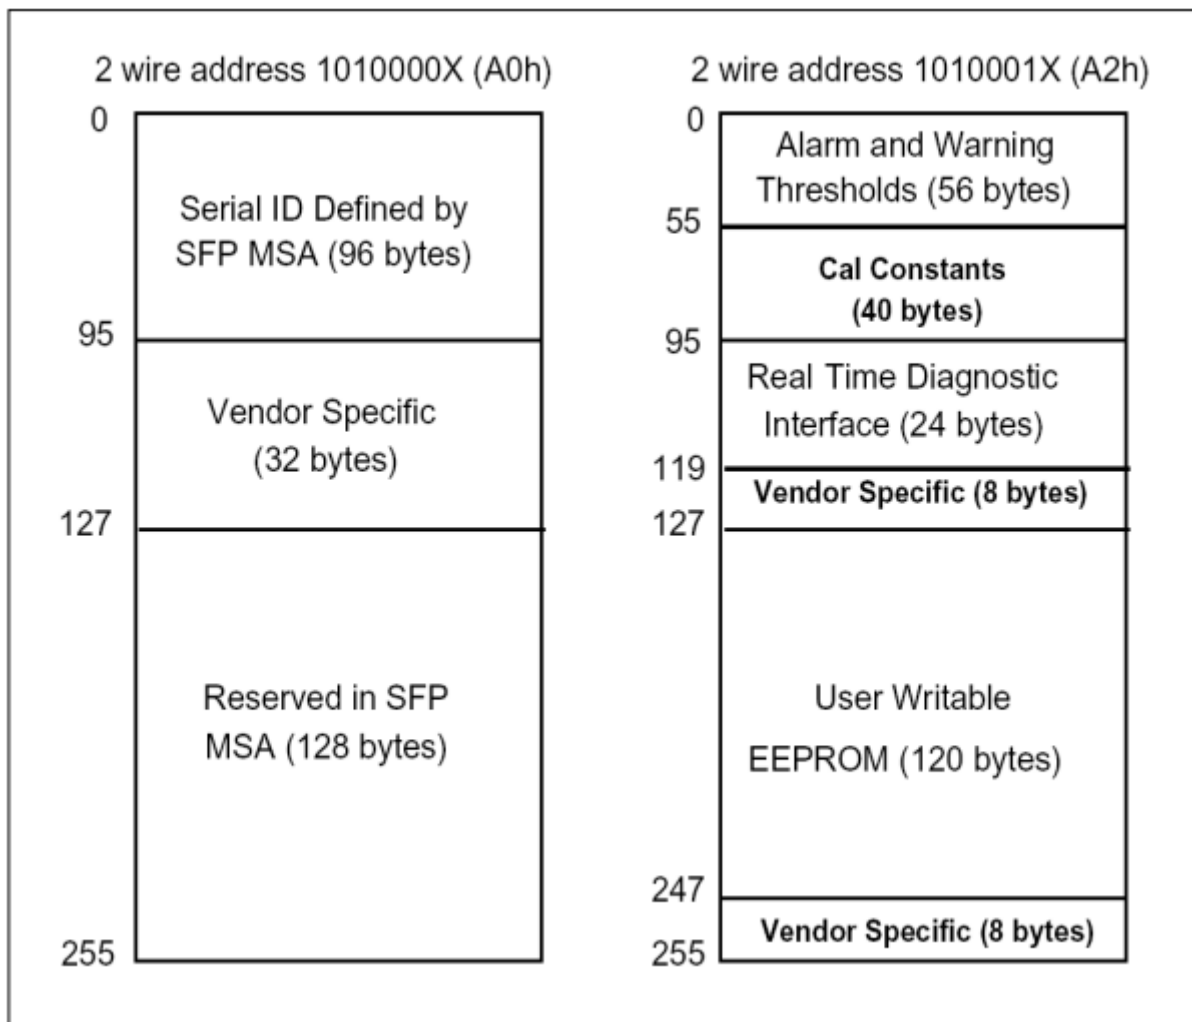 2 wire address 1010000X (A0h)
0
Serial ID Defined by
SFP MSA (96 bytes)
95
Vendor Specific
(32 bytes)
127
Reserved in SFP
MSA (128 bytes)
255
2 wire address 1010001X (A2h)
0
Alarm and Warning
Thresholds (56 bytes)
55
Cal Constants
(40 bytes)
95
Real Time Diagnostic
Interface (24 bytes)
119
Vendor Specific (8 bytes)
127
User Writable
EEPROM (120 bytes)
247
Vendor Specific (8 bytes)
255